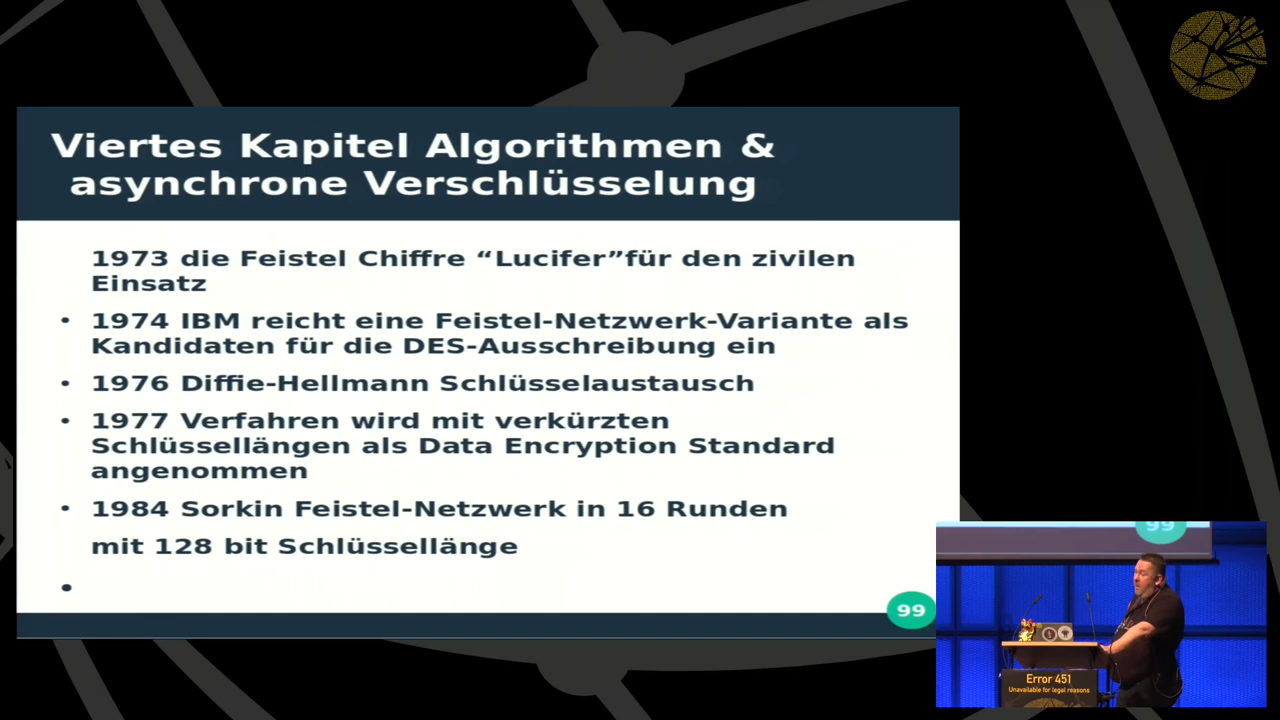 Viertes Kapitel Algorithmen &
asynchrone Verschlüsselung
1973 die Feistel Chiffre “Lucifer”für den zivilen
Einsatz
• 1974 IBM reicht eine Feistel-Netzwerk-Variante als
Kandidaten für die DES-Ausschreibung ein
• 1976 Diffie-Hellmann Schlüsselaustausch
• 1977 Verfahren wird mit verkürzten
Schlüssellängen als Data Encryption Standard
angenommen
• 1984 Sorkin Feistel-Netzwerk in 16 Runden
mit 128 bit Schlüssellänge
•
99
99
Error 451
Unavailable for legal reasons